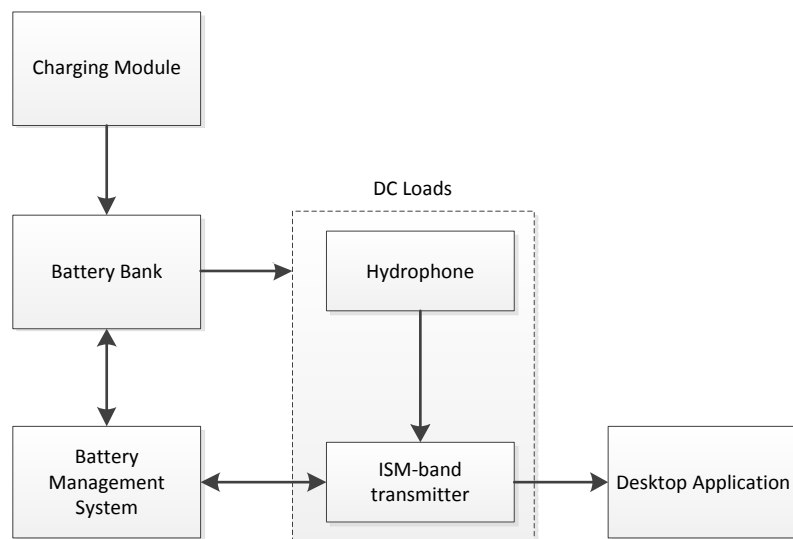 Charging Module
DC Loads
Battery Bank
Hydrophone
Battery
Management
System
ISM-band
transmitter
Desktop Application